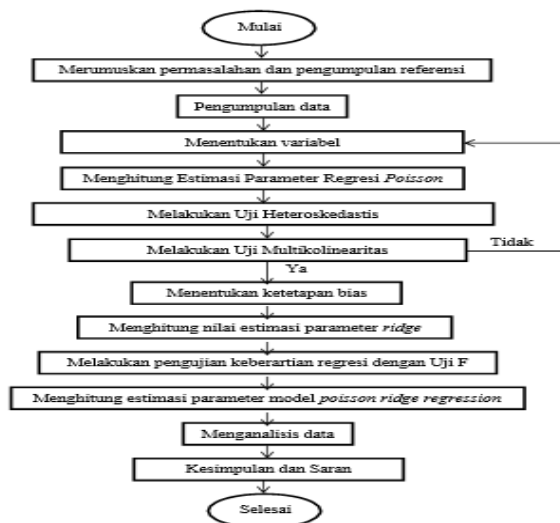 Mulai
Merumuskan permasalahan dan pengumpulan referensi
Pengumpulan data
Menentukan variabel
Menghitung Estimasi Parameter Regresi Poisson
Melakukan Uji Heteroskedastis
Melakukan Uji Multikolinearitas
Tidak
Ya
Menentukan ketetapan bias
Menghitung nilai estimasi parameter ridge
Melakukan pengujian keberartian regresi dengan Uji F
Menghitung estimasi parameter model poisson ridge regression
Menganalisis data
Kesimpulan dan Saran
Selesai